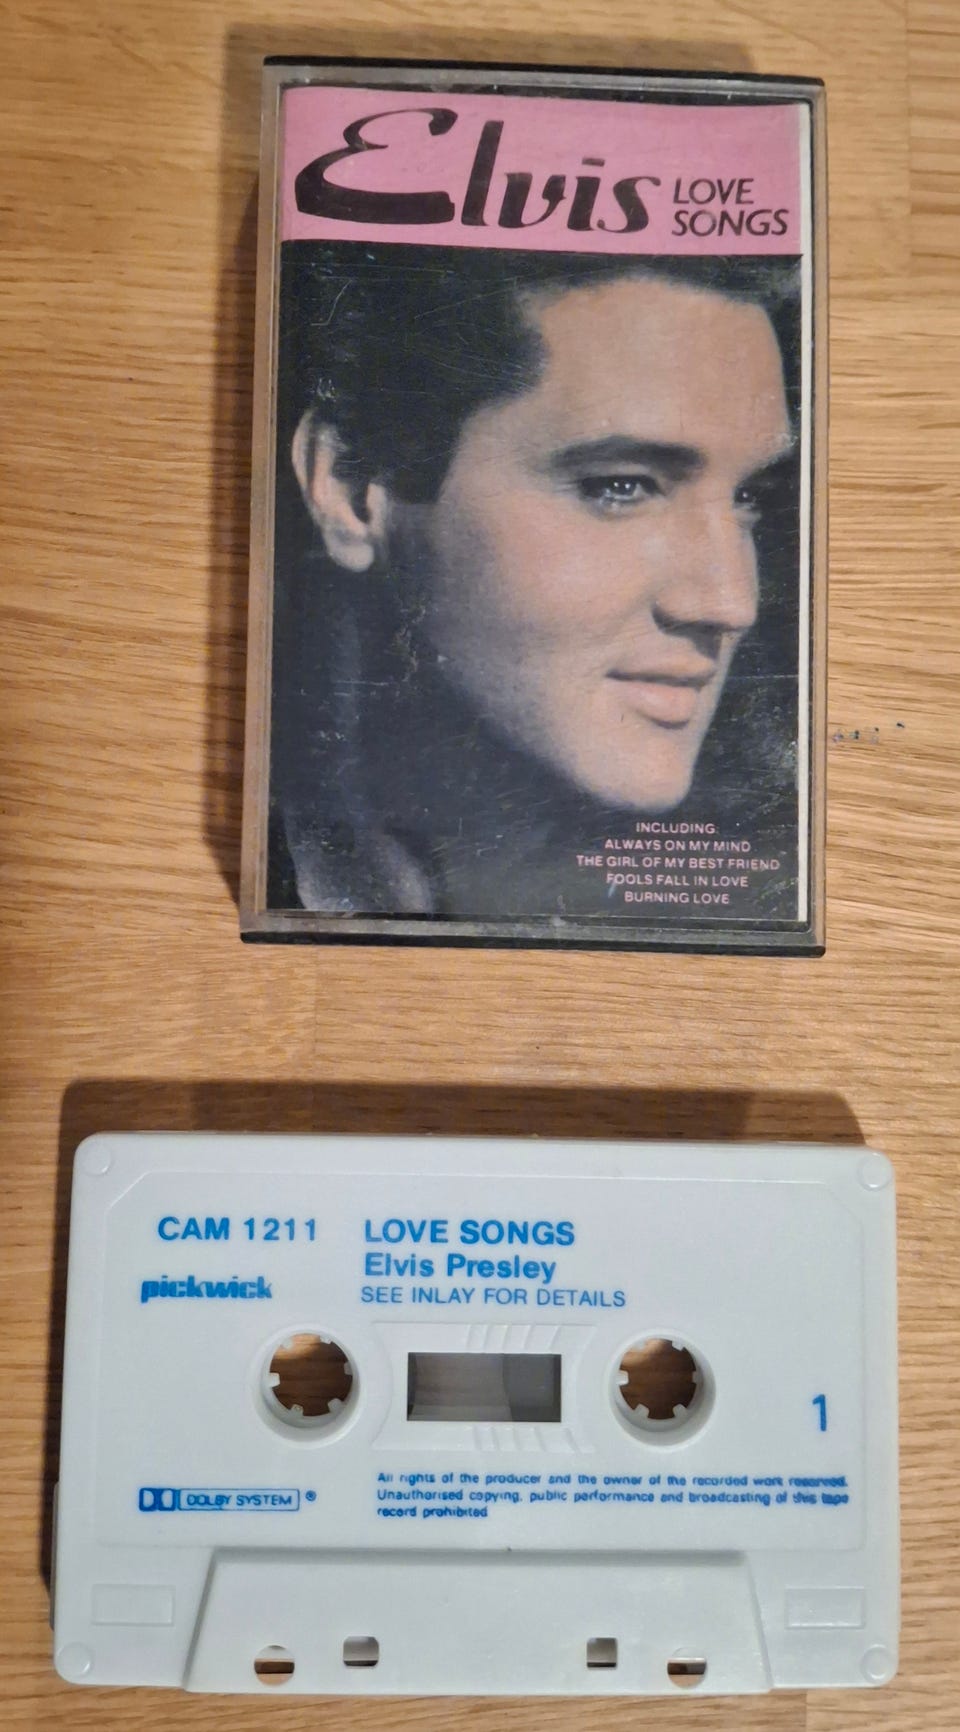 Elvis LOVE SONGS
INCLUDING:
ALWAYS ON MY MIND
THE GIRL OF MY BEST FRIEND
FOOLS FALL IN LOVE
BURNING LOVE
CAM 1211
LOVE SONGS
Elvis Presley
pickwick
SEE INLAY FOR DETAILS
1
DOLBY SYSTEM ®
All rights of the producer and the owner of the recorded work reserved.
Unauthorised copying, public performance and broadcasting of this tape
record prohibited